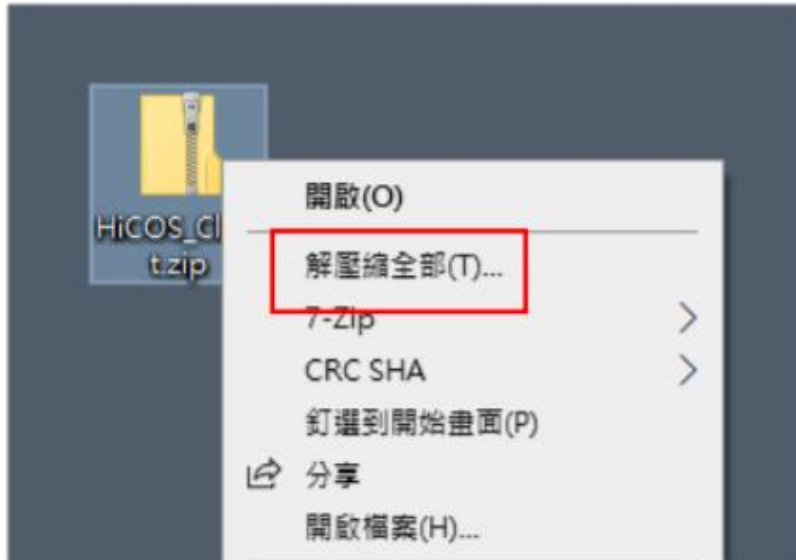 HiCOS_Cl
t.zip
開啟(O)
解壓縮全部(T)...
7-Zip
CRC SHA
釘選到開始畫面(P)
分享
開啟檔案(H)...